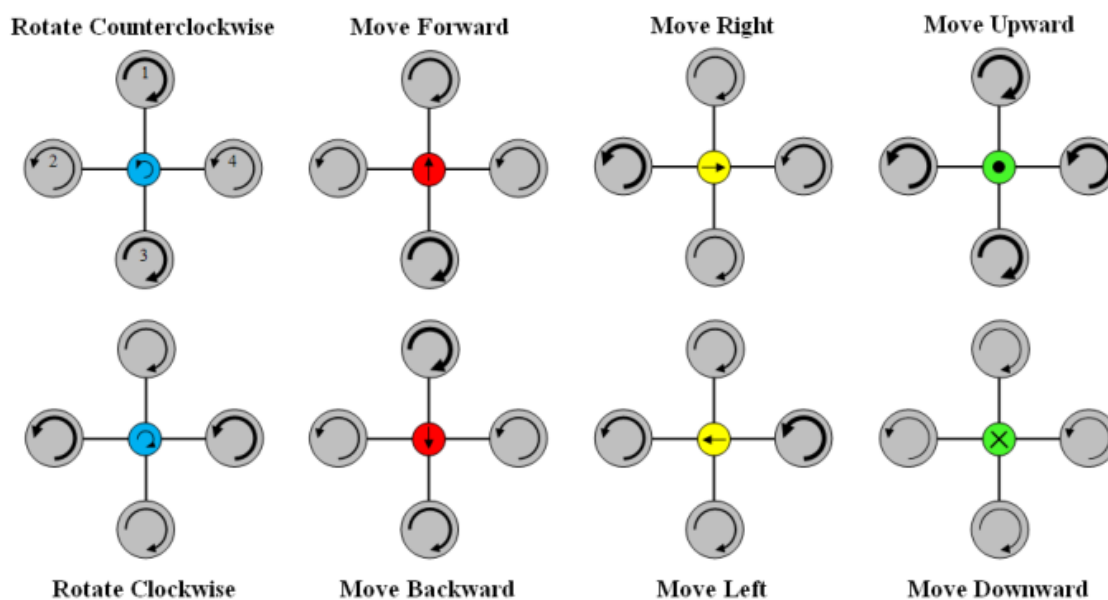 Rotate Counterclockwise Move Forward Move Right Move Upward
1
2 4
3
Rotate Clockwise Move Backward Move Left Move Downward